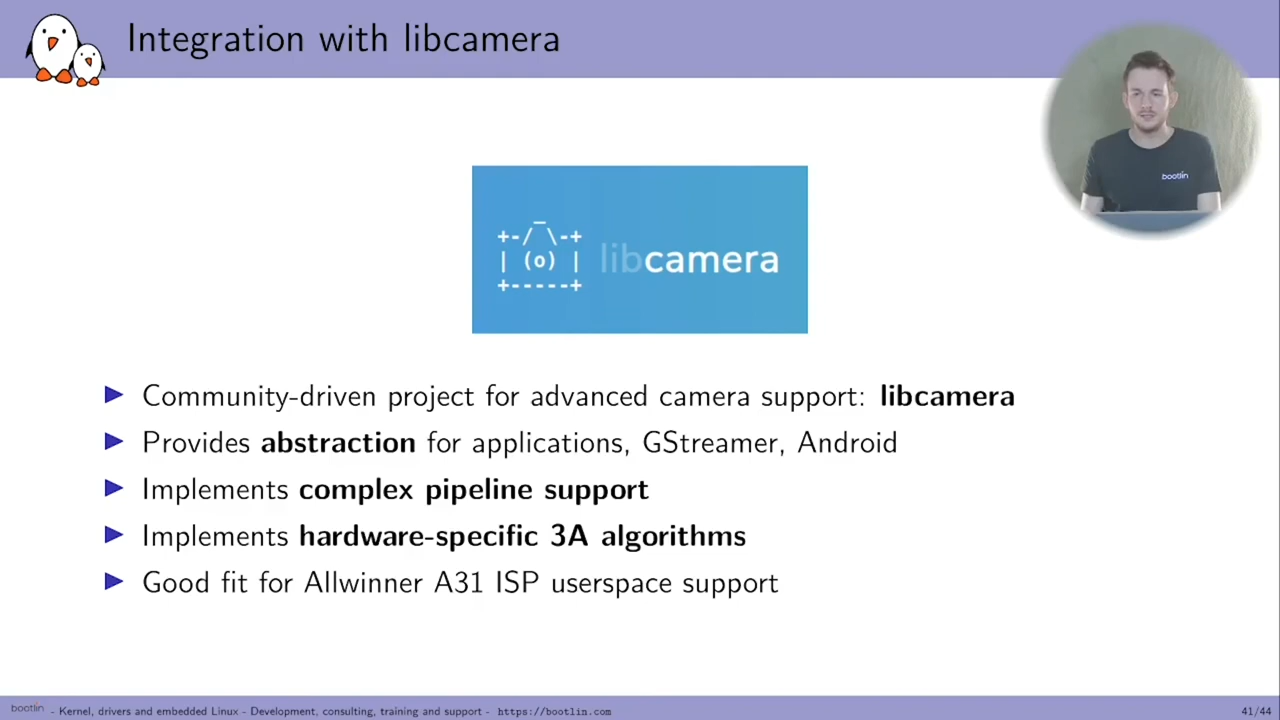 Integration with libcamera
bootlin
_
+-/ \-+
| (o) |
+-----+
libcamera
Community-driven project for advanced camera support: libcamera
Provides abstraction for applications, GStreamer, Android
Implements complex pipeline support
Implements hardware-specific 3A algorithms
Good fit for Allwinner A31 ISP userspace support
bootlin - Kernel, drivers and embedded Linux - Development, consulting, training and support - https://bootlin.com
41/44